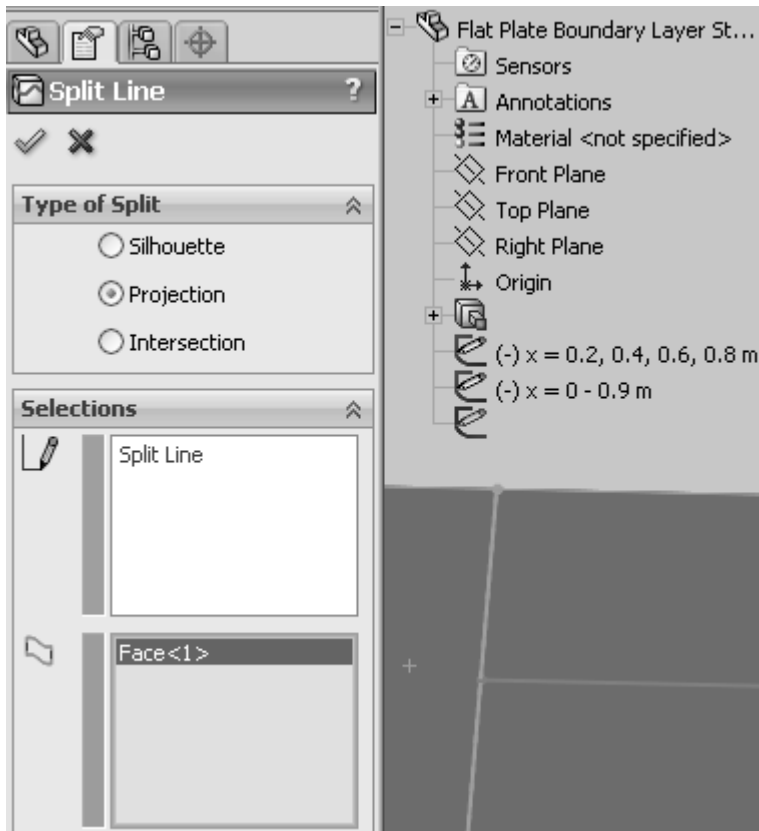 Split Line ?
Type of Split
Silhouette
Projection
Intersection
Selections
Split Line
Face<1>
Flat Plate Boundary Layer St...
Sensors
A Annotations
Material <not specified>
Front Plane
Top Plane
Right Plane
Origin
(-) x = 0.2, 0.4, 0.6, 0.8 m
(-) x = 0 - 0.9 m